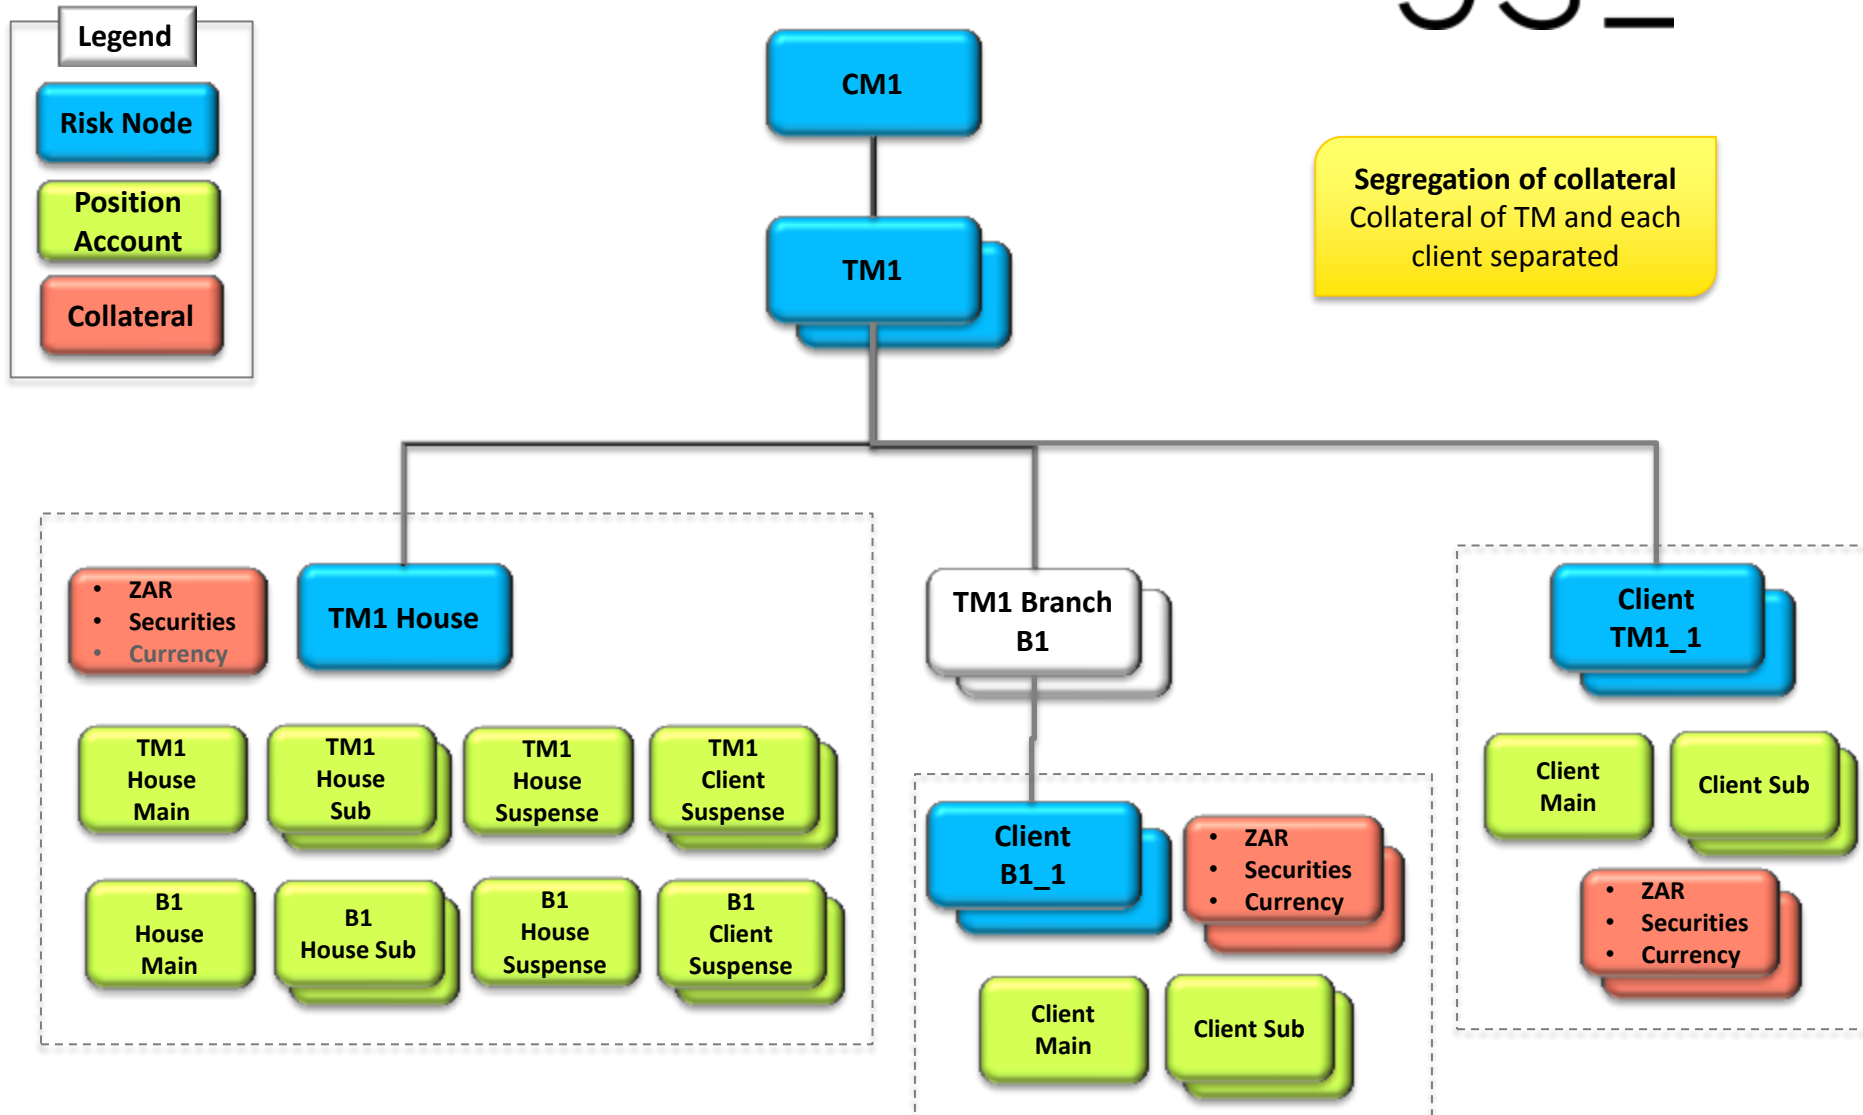 Legend
Risk Node
Position
Account
Collateral
CM1
TM1
Segregation of collateral
Collateral of TM and each
client separated
• ZAR
• Securities
• Currency
TM1 House
TM1
House
Main
TM1
House
Sub
TM1
House
Suspense
TM1
Client
Suspense
B1
House
Main
B1
House Sub
B1
House
Suspense
B1
Client
Suspense
TM1 Branch
B1
Client
B1_1
• ZAR
• Securities
• Currency
Client
Main
Client Sub
Client
TM1_1
Client
Main
Client Sub
• ZAR
• Securities
• Currency